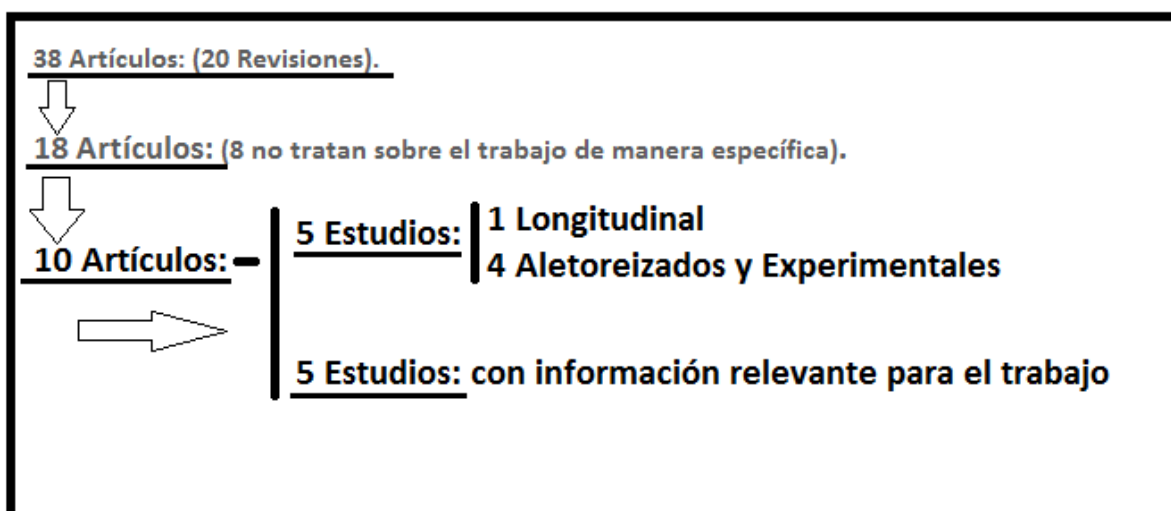 38 Artículos: (20 Revisiones).
18 Artículos: (8 no tratan sobre el trabajo de manera específica).
10 Artículos:
5 Estudios:
1 Longitudinal
4 Aletoreizados y Experimentales
5 Estudios: con información relevante para el trabajo